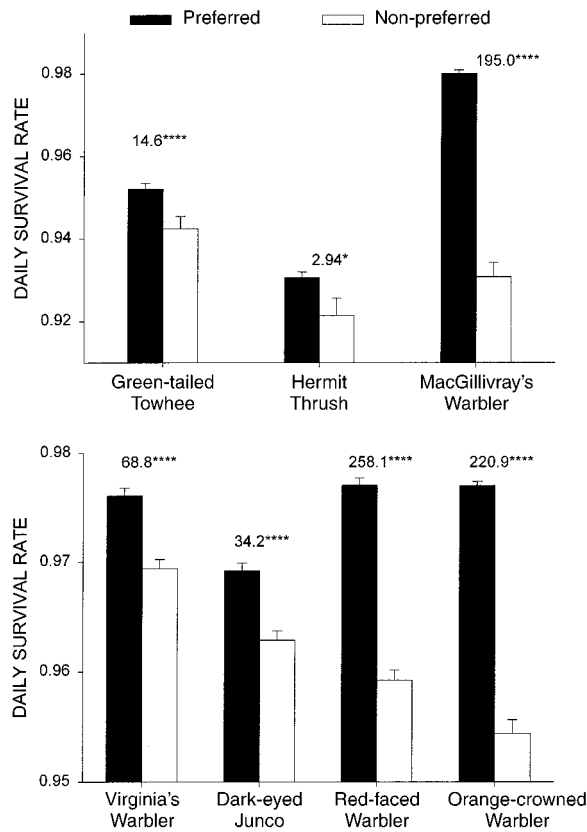 Preferred Non-preferred
DAILY SURVIVAL RATE
0.98
0.96
0.94
0.92
14.6****
2.94*
195.0****
Green-tailed Towhee
Hermit Thrush
MacGillivray's Warbler
DAILY SURVIVAL RATE
0.98
0.97
0.96
0.95
68.8****
34.2****
258.1****
220.9****
Virginia's Warbler
Dark-eyed Junco
Red-faced Warbler
Orange-crowned Warbler